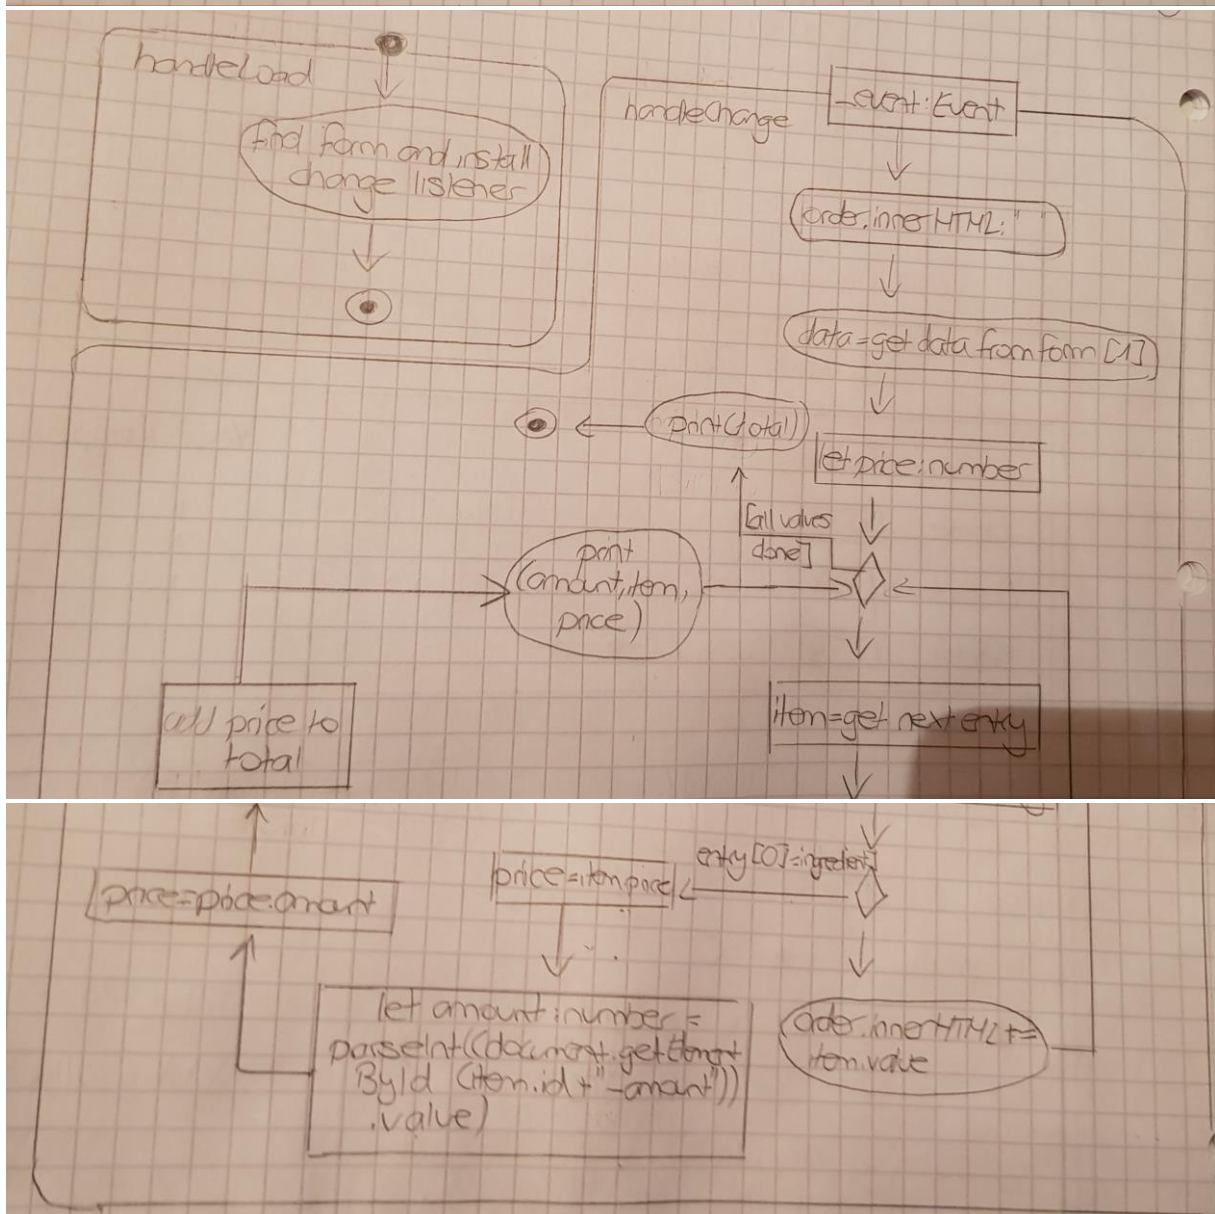 handleLoad
find form and install
change listener
handleChange
_event: Event
order.innerHTML: " "
data=get data from form [1]
print(total)
let price: number
[all values
done]
print
(amount, item,
price)
add price to
total
item=get next entry
entry[0]=ingredient]
price=item.price
price=price.amount
let amount: number =
parseInt((document.getElement
ById (item.id+"-amount"))
.value)
order.innerHTML +=
item.value